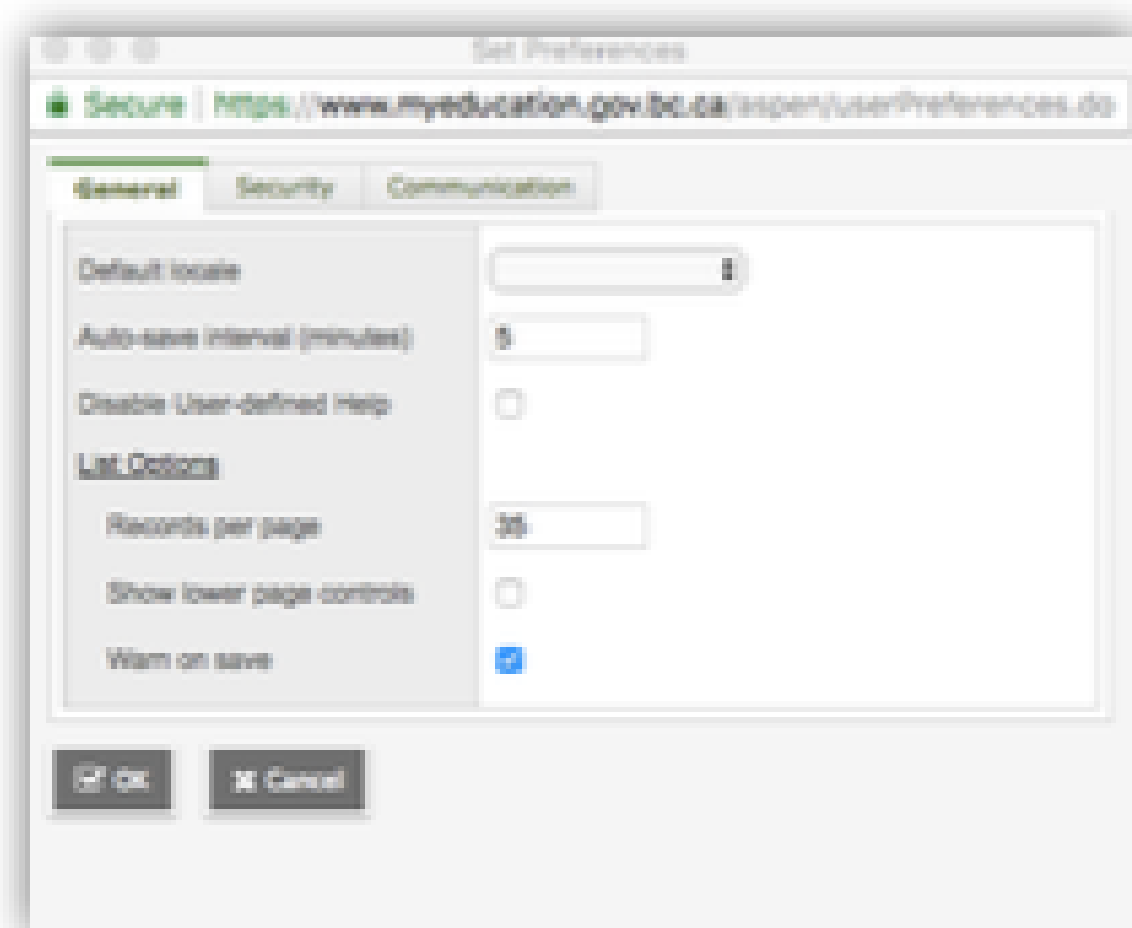 Set Preferences
Secure | https://www.myeducation.gov.bc.ca/aspen/userPreferences.do
General Security Communication
Default locale
Auto-save interval (minutes) 5
Disable User-defined Help
List Options
Records per page 35
Show lower page controls
Warn on save
OK Cancel